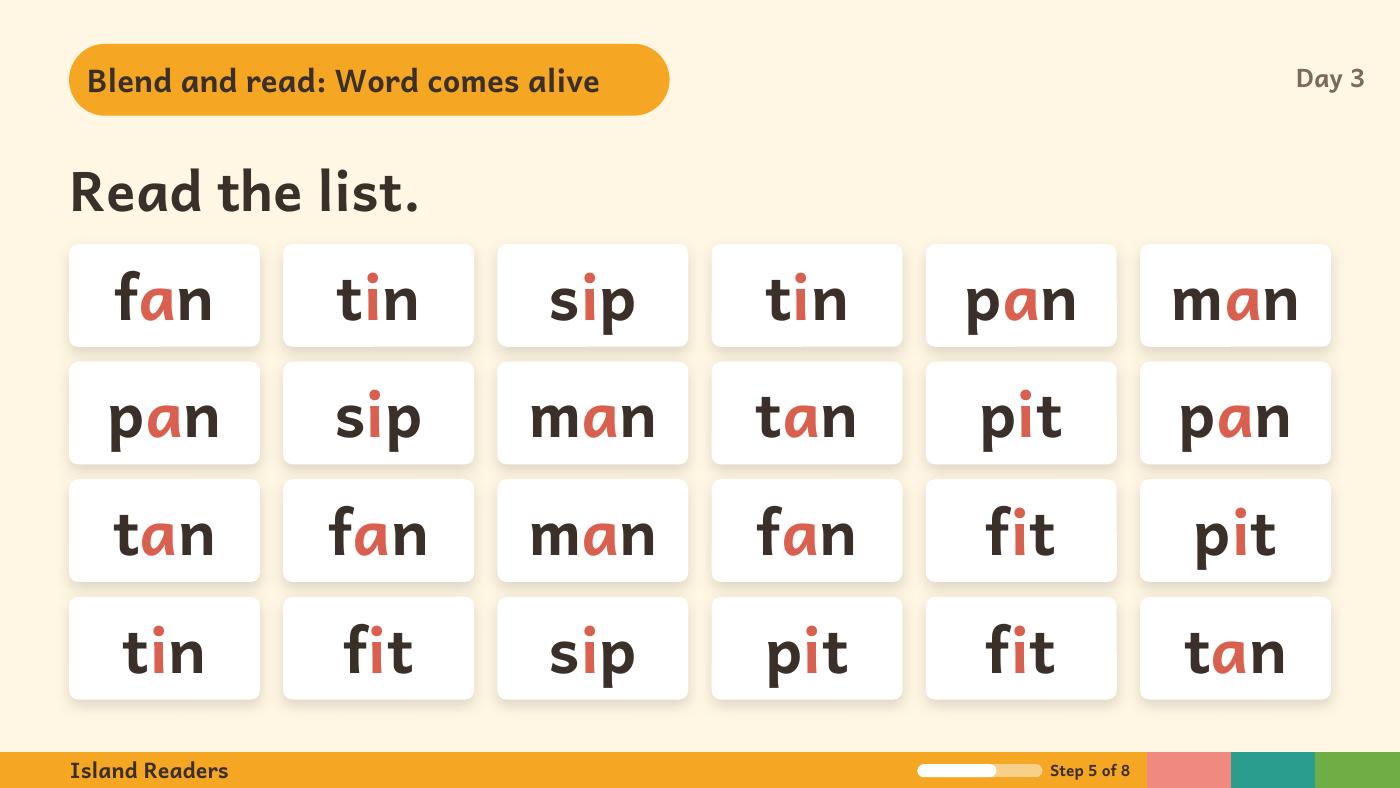 Blend and read: Word comes alive
Day 3
Read the list.
fan tin sip tin pan man
pan sip man tan pit pan
tan fan man fan fit pit
tin fit sip pit fit tan
Island Readers
Step 5 of 8